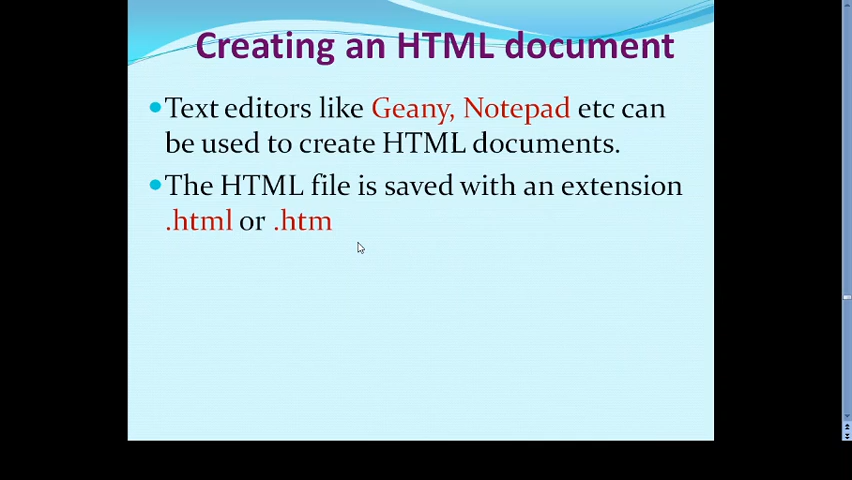 Creating an HTML document
•Text editors like Geany, Notepad etc can
be used to create HTML documents.
•The HTML file is saved with an extension
.html or .htm